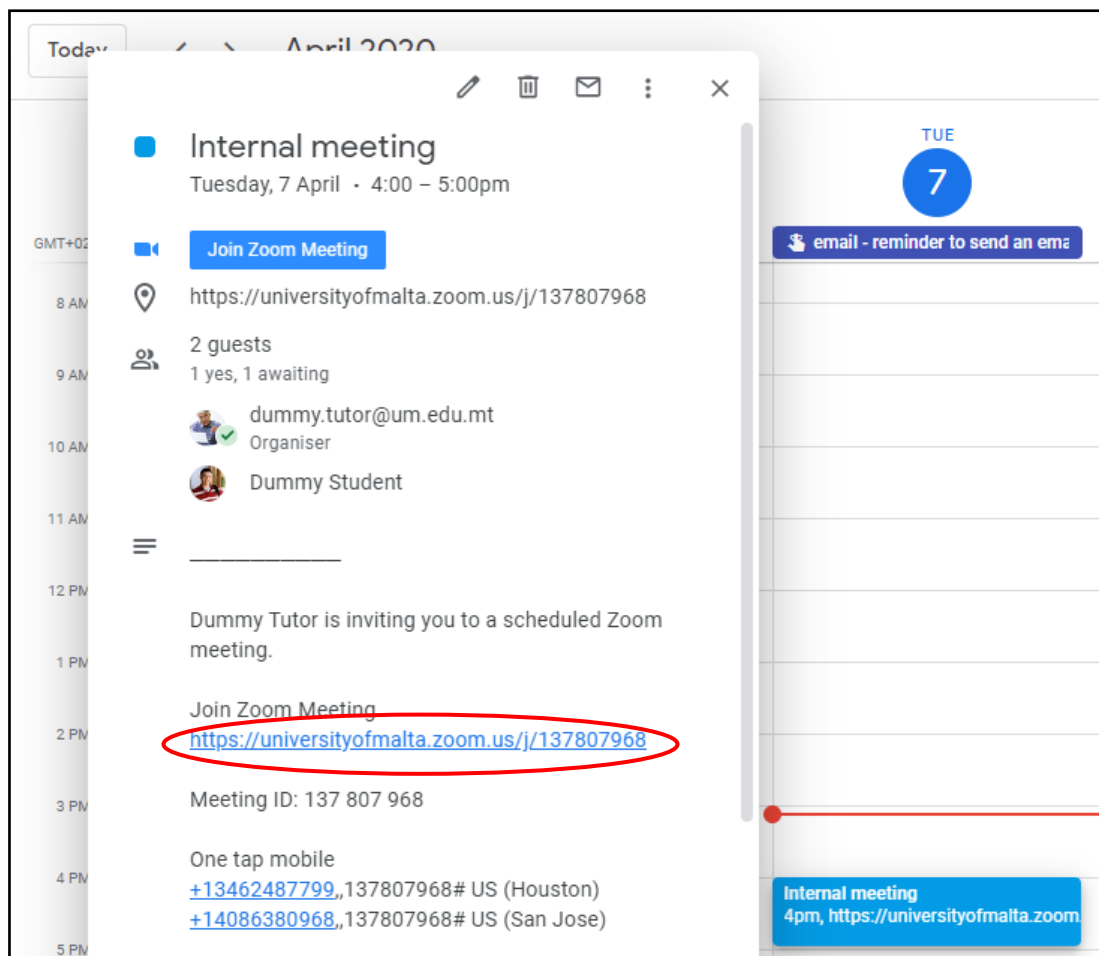 Today
April 2020
Internal meeting
Tuesday, 7 April · 4:00 – 5:00pm
Join Zoom Meeting
https://universityofmalta.zoom.us/j/137807968
2 guests
1 yes, 1 awaiting
dummy.tutor@um.edu.mt
Organiser
Dummy Student
__________
Dummy Tutor is inviting you to a scheduled Zoom
meeting.
Join Zoom Meeting
https://universityofmalta.zoom.us/j/137807968
Meeting ID: 137 807 968
One tap mobile
+13462487799,,137807968# US (Houston)
+14086380968,,137807968# US (San Jose)
GMT+02
8 AM
9 AM
10 AM
11 AM
12 PM
1 PM
2 PM
3 PM
4 PM
5 PM
TUE
7
email - reminder to send an ema
Internal meeting
4pm, https://universityofmalta.zoom.